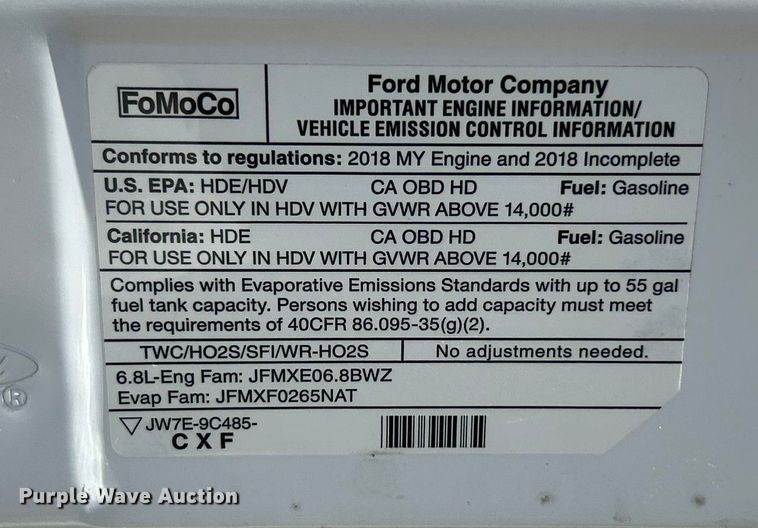 FoMoCo
Ford Motor Company
IMPORTANT ENGINE INFORMATION/
VEHICLE EMISSION CONTROL INFORMATION
Conforms to regulations: 2018 MY Engine and 2018 Incomplete
U.S. EPA: HDE/HDV CA OBD HD Fuel: Gasoline
FOR USE ONLY IN HDV WITH GVWR ABOVE 14,000#
California: HDE CA OBD HD Fuel: Gasoline
FOR USE ONLY IN HDV WITH GVWR ABOVE 14,000#
Complies with Evaporative Emissions Standards with up to 55 gal
fuel tank capacity. Persons wishing to add capacity must meet
the requirements of 40CFR 86.095-35(g)(2).
TWC/HO2S/SFI/WR-HO2S No adjustments needed.
6.8L-Eng Fam: JFMXE06.8BWZ
Evap Fam: JFMXF0265NAT
JW7E-9C485-
CXF
®
Purple Wave Auction